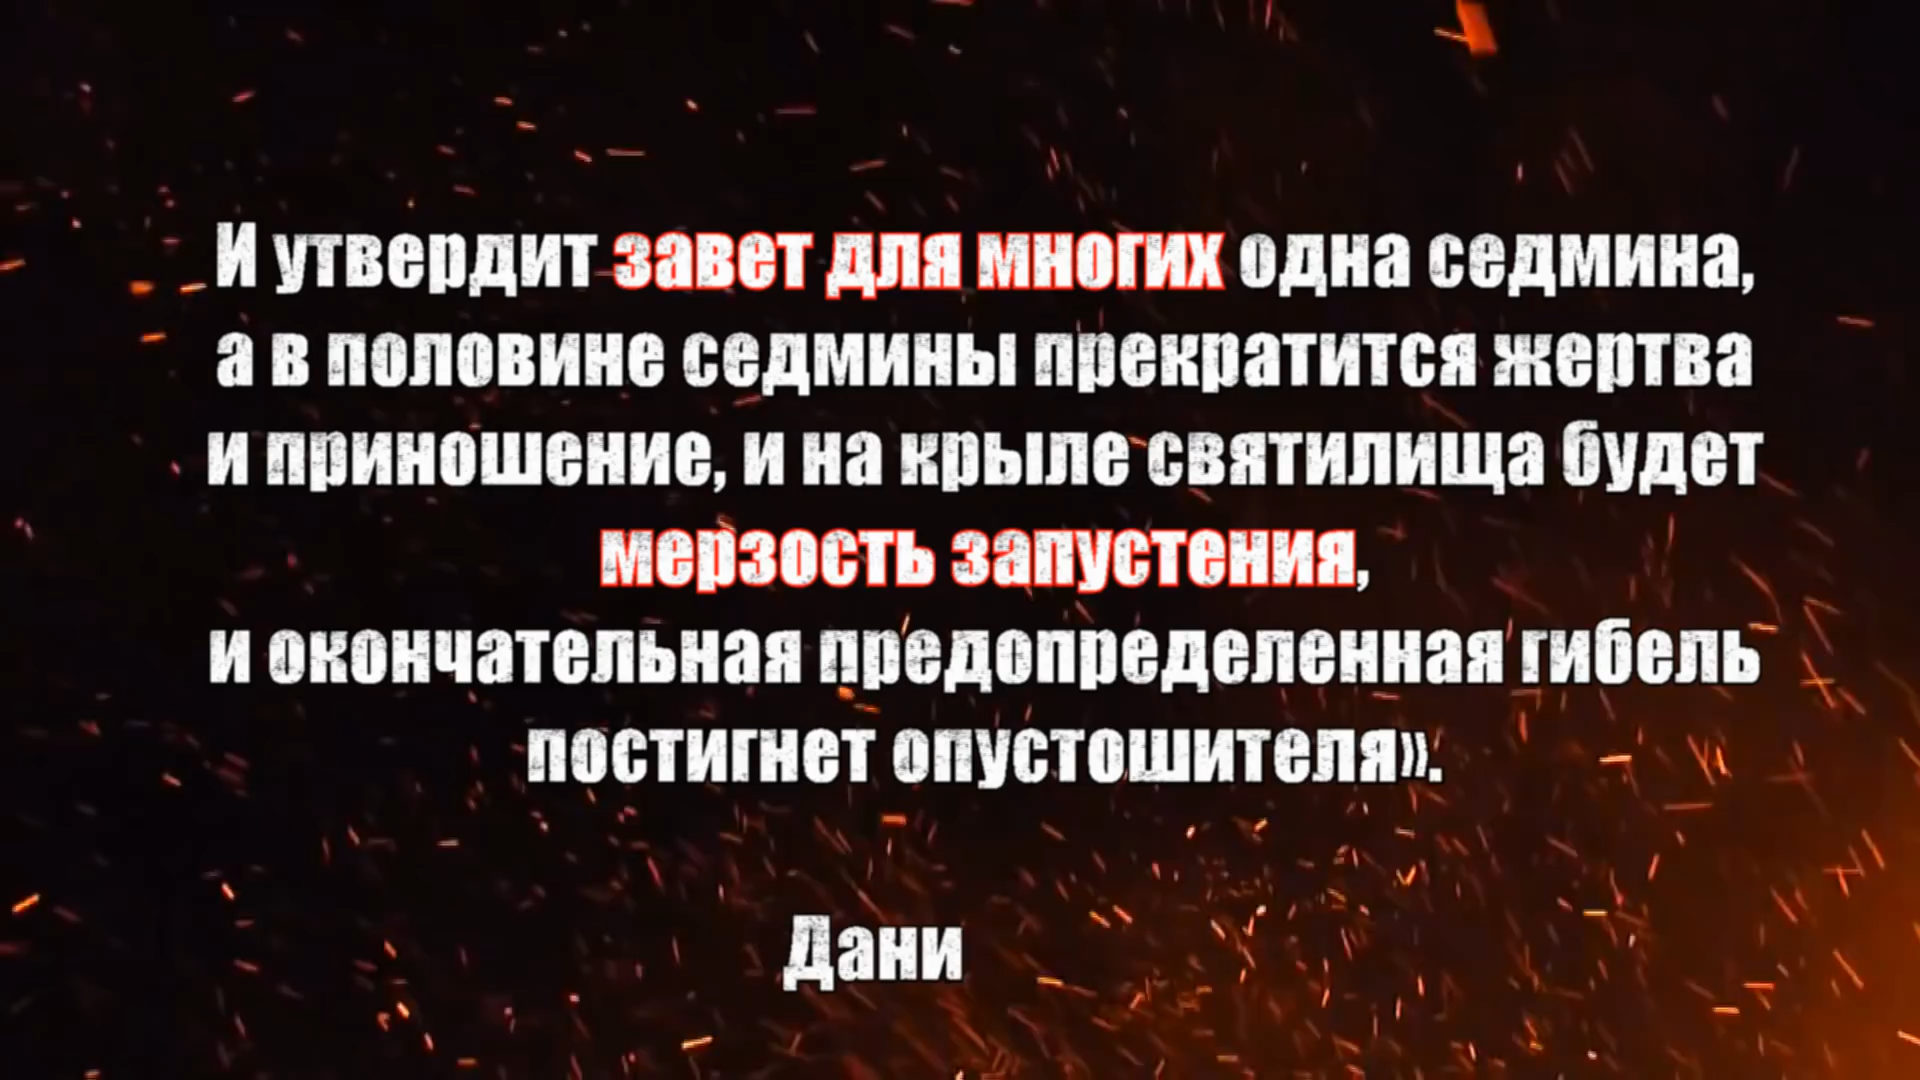 И утвердит завет для многих одна седмина,
а в половине седмины прекратится жертва
и приношение, и на крыле святилища будет
мерзость запустения,
и окончательная предопределенная гибель
постигнет опустошителя».
Дани